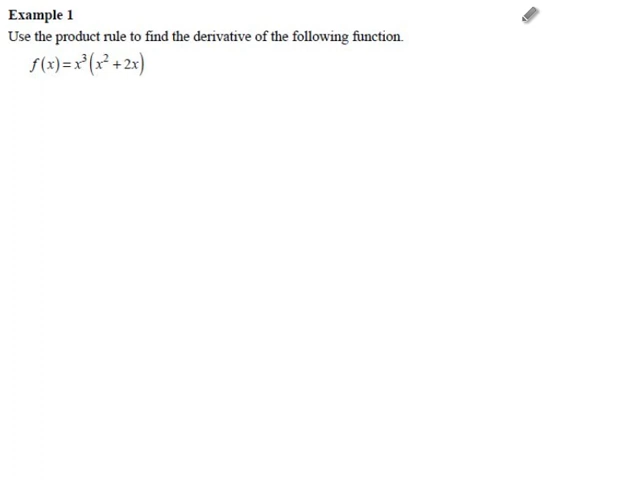 Example 1
Use the product rule to find the derivative of the following function.
f(x)=x³(x²+2x)